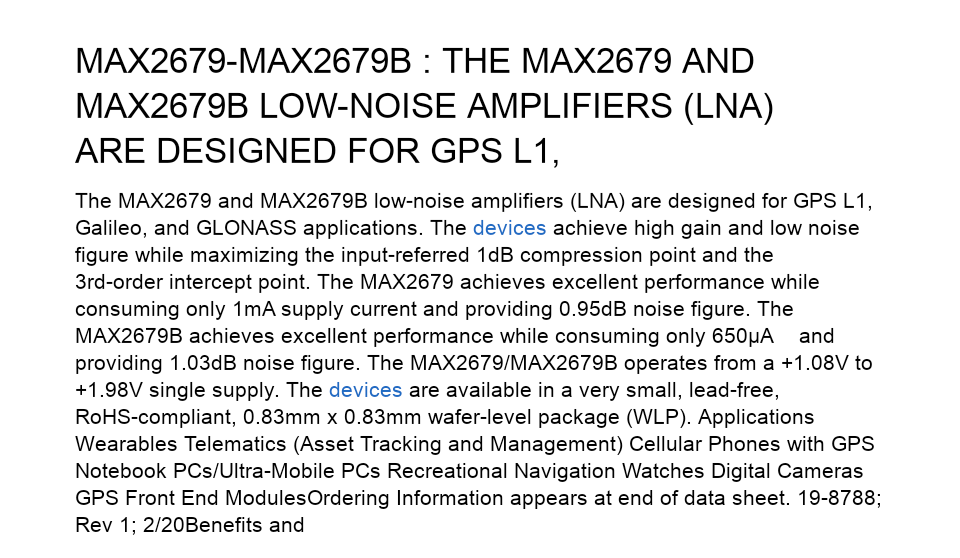 MAX2679-MAX2679B : THE MAX2679 AND
MAX2679B LOW-NOISE AMPLIFIERS (LNA)
ARE DESIGNED FOR GPS L1,
The MAX2679 and MAX2679B low-noise amplifiers (LNA) are designed for GPS L1,
Galileo, and GLONASS applications. The devices achieve high gain and low noise
figure while maximizing the input-referred 1dB compression point and the
3rd-order intercept point. The MAX2679 achieves excellent performance while
consuming only 1mA supply current and providing 0.95dB noise figure. The
MAX2679B achieves excellent performance while consuming only 650µA and
providing 1.03dB noise figure. The MAX2679/MAX2679B operates from a +1.08V to
+1.98V single supply. The devices are available in a very small, lead-free,
RoHS-compliant, 0.83mm x 0.83mm wafer-level package (WLP). Applications
Wearables Telematics (Asset Tracking and Management) Cellular Phones with GPS
Notebook PCs/Ultra-Mobile PCs Recreational Navigation Watches Digital Cameras
GPS Front End ModulesOrdering Information appears at end of data sheet. 19-8788;
Rev 1; 2/20Benefits and